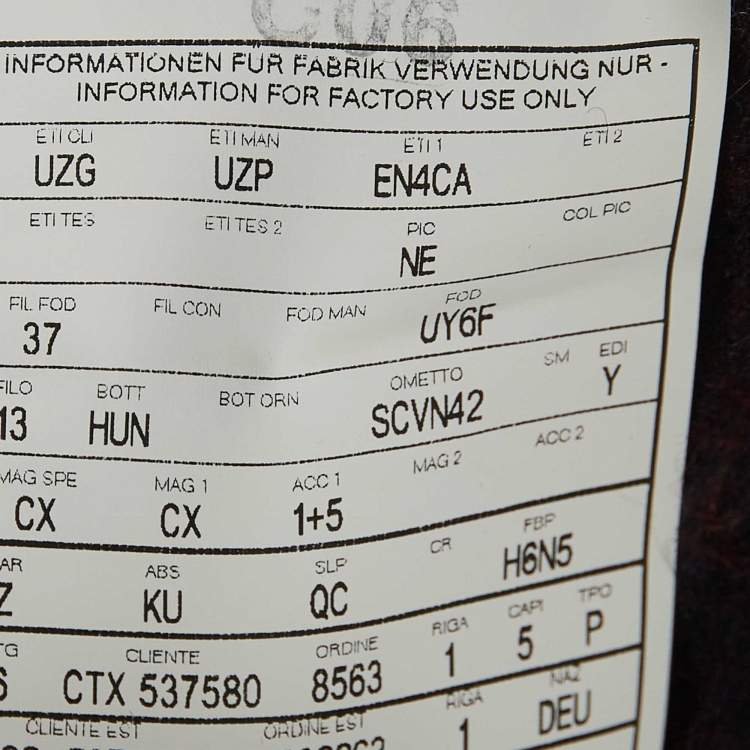 C06
INFORMATIONEN FUR FABRIK VERWENDUNG NUR -
INFORMATION FOR FACTORY USE ONLY
ETI CLI ETI MAN ETI 1 ETI 2
UZG UZP EN4CA
ETI TES ETI TES 2 PIC COL PIC
NE
FIL FOD FIL CON FOD MAN FOD
37 UY6F
FILO BOTT BOT ORN OMETTO SM EDI
13 HUN SCVN42 Y
MAG SPE MAG 1 ACC 1 MAG 2 ACC 2
CX CX 1+5
AR ABS SLP CR FBP
Z KU QC H6N5
TG CLIENTE ORDINE RIGA CAPI TPO
CTX 537580 8563 1 5 P
CLIENTE EST ORDINE EST RIGA NAZ
1 DEU